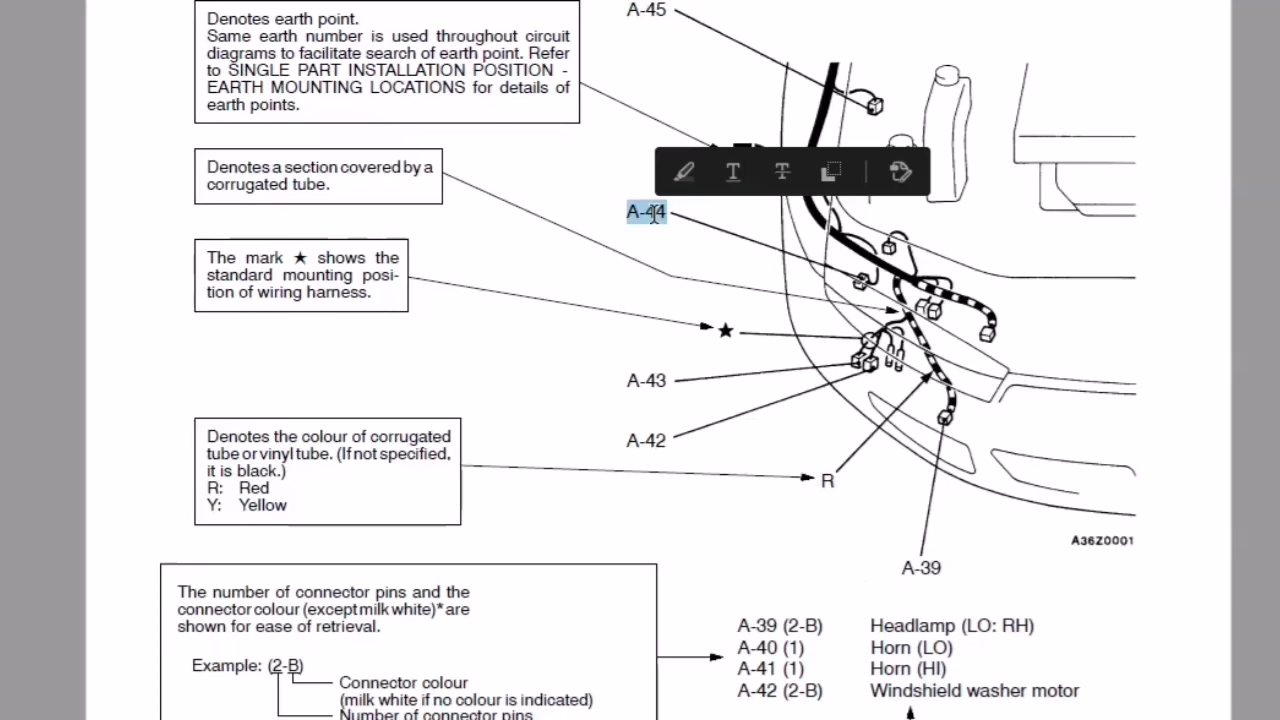 Denotes earth point.
Same earth number is used throughout circuit
diagrams to facilitate search of earth point. Refer
to SINGLE PART INSTALLATION POSITION -
EARTH MOUNTING LOCATIONS for details of
earth points.
A-45
Denotes a section covered by a
corrugated tube.
A-44
The mark ★ shows the
standard mounting posi-
tion of wiring harness.
★
A-43
A-42
Denotes the colour of corrugated
tube or vinyl tube. (If not specified,
it is black.)
R: Red
Y: Yellow
R
A36Z0001
A-39
The number of connector pins and the
connector colour (except milk white)* are
shown for ease of retrieval.
Example: (2-B)
Connector colour
(milk white if no colour is indicated)
Number of connector pins
A-39 (2-B) Headlamp (LO: RH)
A-40 (1) Horn (LO)
A-41 (1) Horn (HI)
A-42 (2-B) Windshield washer motor